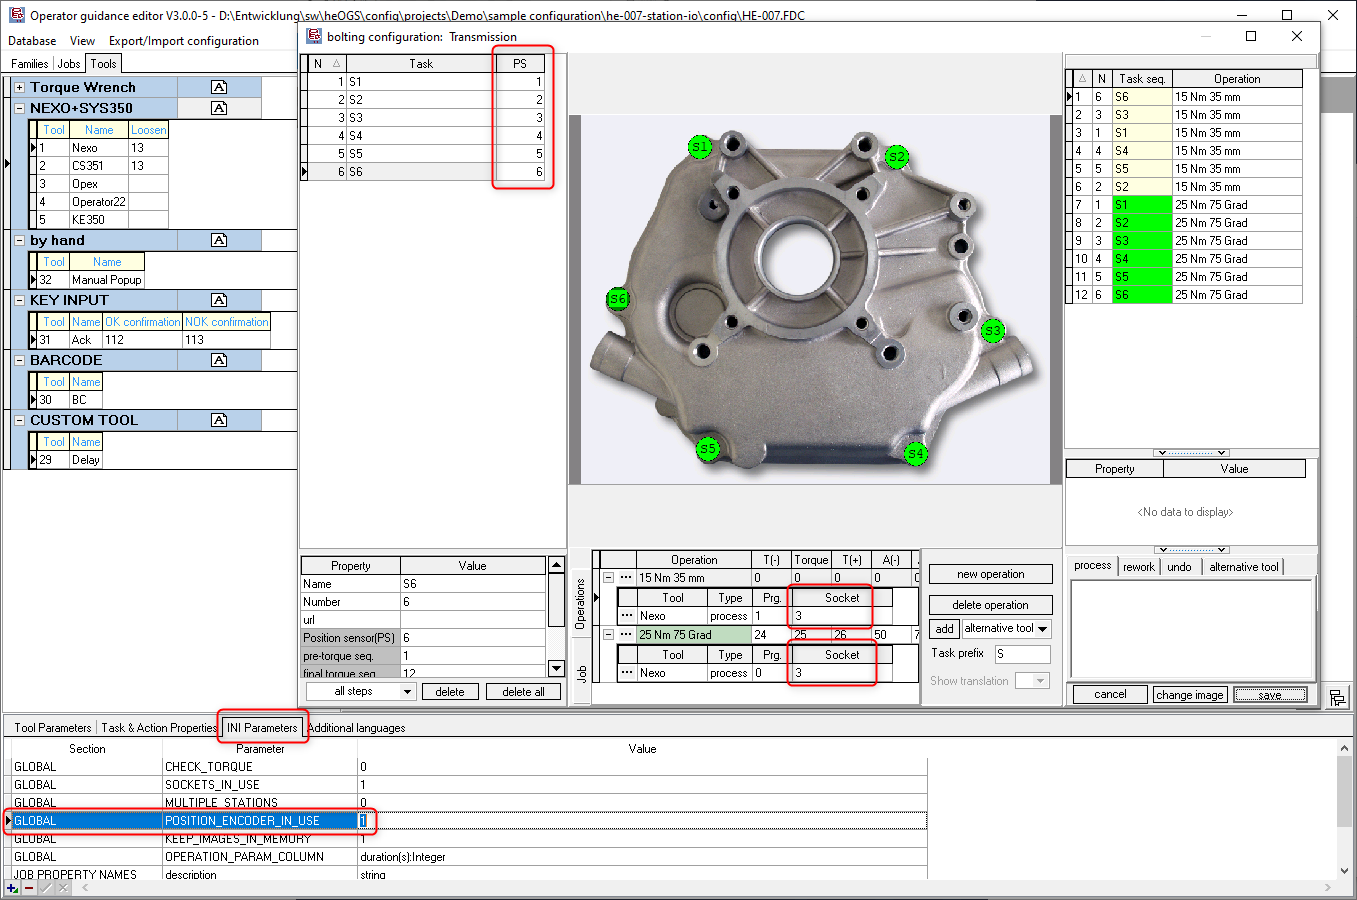 Operator guidance editor V3.0.0-5 - D:\Entwicklung\sw\heOGS\config\projects\Demo\sample configuration\he-007-station-io\config\HE-007.FDC
Database View Export/Import configuration
Families Jobs Tools
Torque Wrench A
NEXO+SYS350 A
Tool Name Loosen
1 Nexo 13
2 CS351 13
3 Opex
4 Operator22
5 KE350
by hand A
Tool Name
32 Manual Popup
KEY INPUT A
Tool Name OK confirmation NOK confirmation
31 Ack 112 113
BARCODE A
Tool Name
30 BC
CUSTOM TOOL A
Tool Name
29 Delay
bolting configuration: Transmission
N Task PS
1 S1 1
2 S2 2
3 S3 3
4 S4 4
5 S5 5
6 S6 6
Property Value
Name S6
Number 6
url
Position sensor(PS) 6
pre-torque seq. 1
final torque seq. 12
all steps delete delete all
S1
S2
S6
S3
S5
S4
Operations
Job
Operation T(-) Torque T(+) A(-)
15 Nm 35 mm 0 0 0 0
Tool Type Prg. Socket
Nexo process 1 3
25 Nm 75 Grad 24 25 26 50 7
Tool Type Prg. Socket
Nexo process 0 3
new operation
delete operation
add alternative tool
Task prefix S
Show translation
N Task seq. Operation
1 6 S6 15 Nm 35 mm
2 3 S3 15 Nm 35 mm
3 1 S1 15 Nm 35 mm
4 4 S4 15 Nm 35 mm
5 5 S5 15 Nm 35 mm
6 2 S2 15 Nm 35 mm
7 1 S1 25 Nm 75 Grad
8 2 S2 25 Nm 75 Grad
9 3 S3 25 Nm 75 Grad
10 4 S4 25 Nm 75 Grad
11 5 S5 25 Nm 75 Grad
12 6 S6 25 Nm 75 Grad
Property Value
<No data to display>
process rework undo alternative tool
cancel change image save
Tool Parameters Task & Action Properties INI Parameters Additional languages
Section Parameter Value
GLOBAL CHECK_TORQUE 0
GLOBAL SOCKETS_IN_USE 1
GLOBAL MULTIPLE_STATIONS 0
GLOBAL POSITION_ENCODER_IN_USE 1
GLOBAL KEEP_IMAGES_IN_MEMORY 1
GLOBAL OPERATION_PARAM_COLUMN duration(s):Integer
JOB PROPERTY NAMES description string